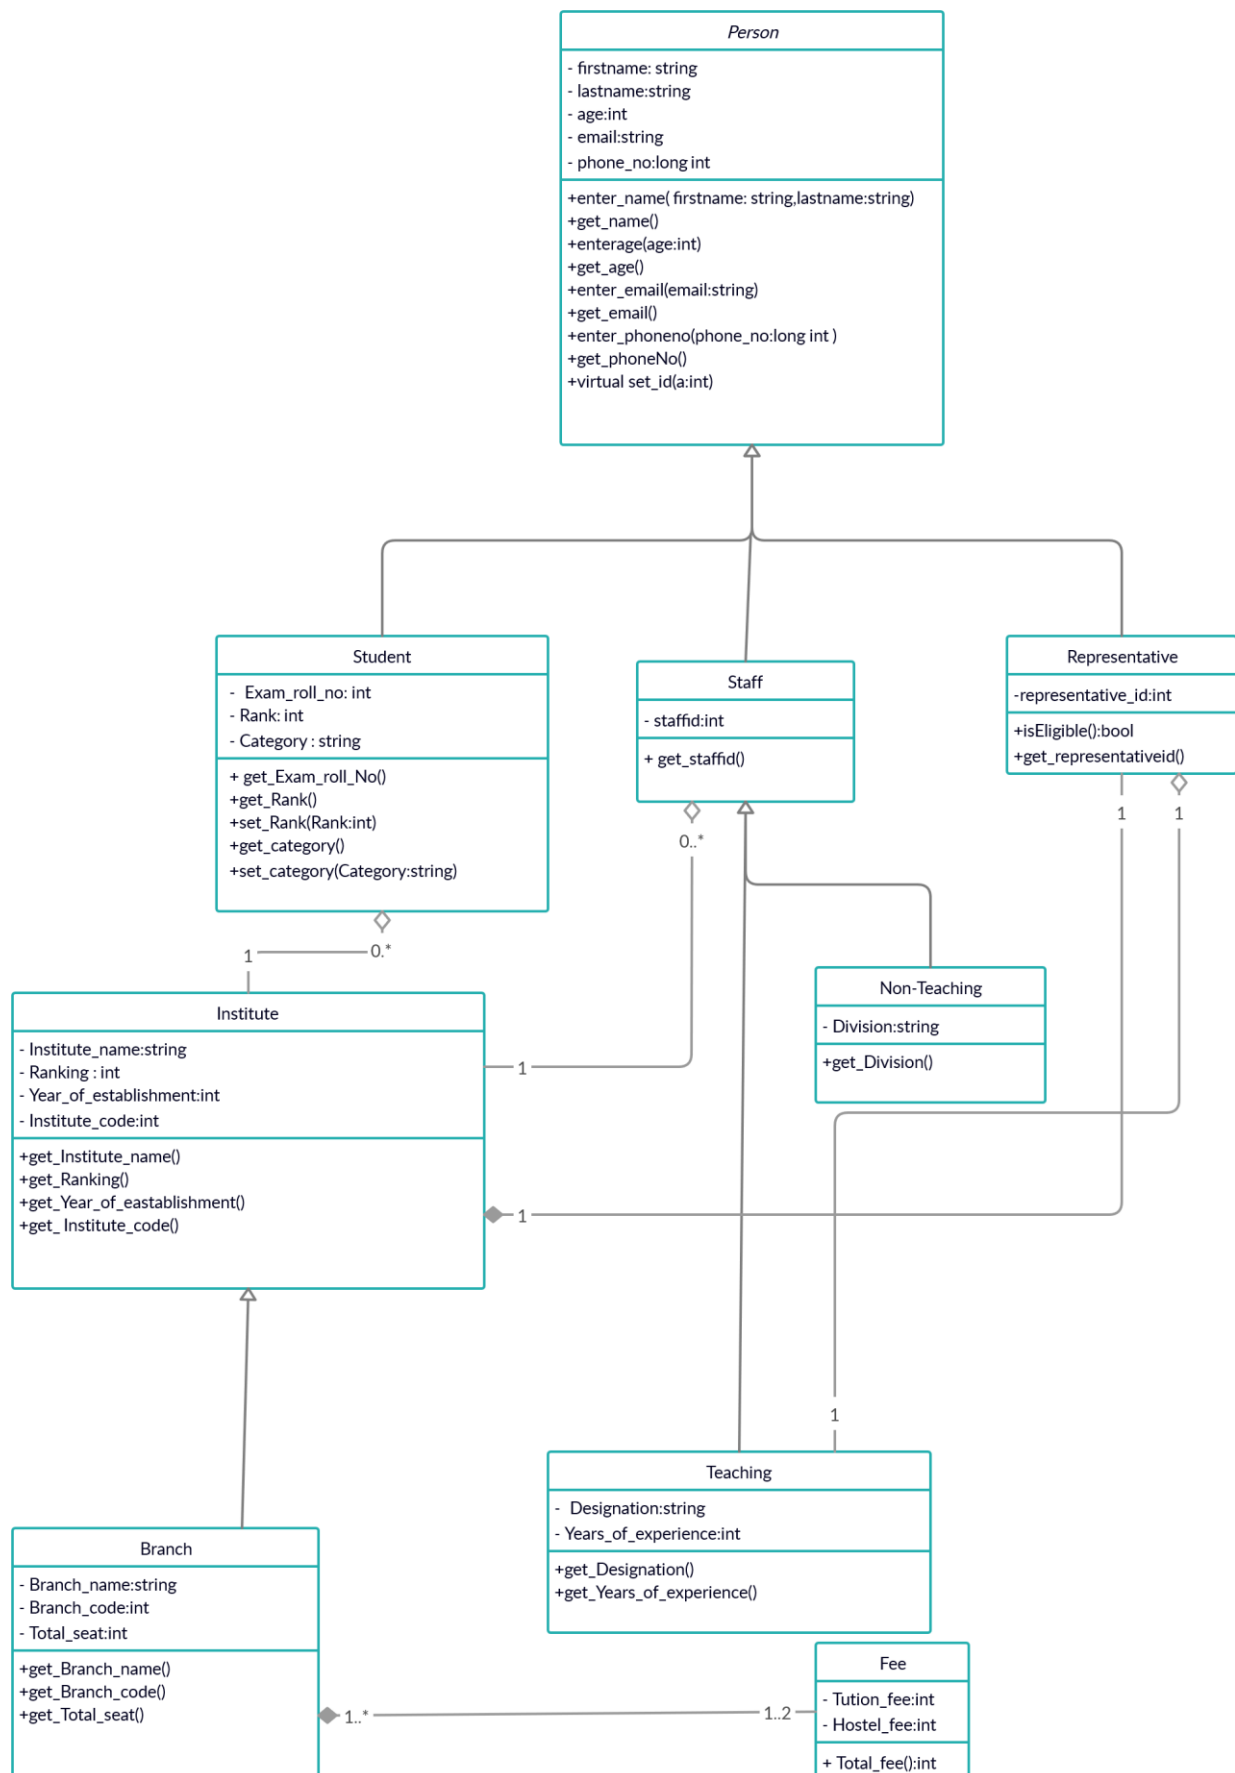 Person
- firstname: string
- lastname:string
- age:int
- email:string
- phone_no:long int
+enter_name( firstname: string,lastname:string)
+get_name()
+enterage(age:int)
+get_age()
+enter_email(email:string)
+get_email()
+enter_phoneno(phone_no:long int )
+get_phoneNo()
+virtual set_id(a:int)
Student
- Exam_roll_no: int
- Rank: int
- Category : string
+ get_Exam_roll_No()
+get_Rank()
+set_Rank(Rank:int)
+get_category()
+set_category(Category:string)
Staff
- staffid:int
+ get_staffid()
Representative
-representative_id:int
+isEligible():bool
+get_representativeid()
1
1
0..*
0.*
1
Institute
- Institute_name:string
- Ranking : int
- Year_of_establishment:int
- Institute_code:int
+get_Institute_name()
+get_Ranking()
+get_Year_of_eastablishment()
+get_ Institute_code()
1
1
Non-Teaching
- Division:string
+get_Division()
1
Teaching
- Designation:string
- Years_of_experience:int
+get_Designation()
+get_Years_of_experience()
Branch
- Branch_name:string
- Branch_code:int
- Total_seat:int
+get_Branch_name()
+get_Branch_code()
+get_Total_seat()
1..*
1..2
Fee
- Tution_fee:int
- Hostel_fee:int
+ Total_fee():int